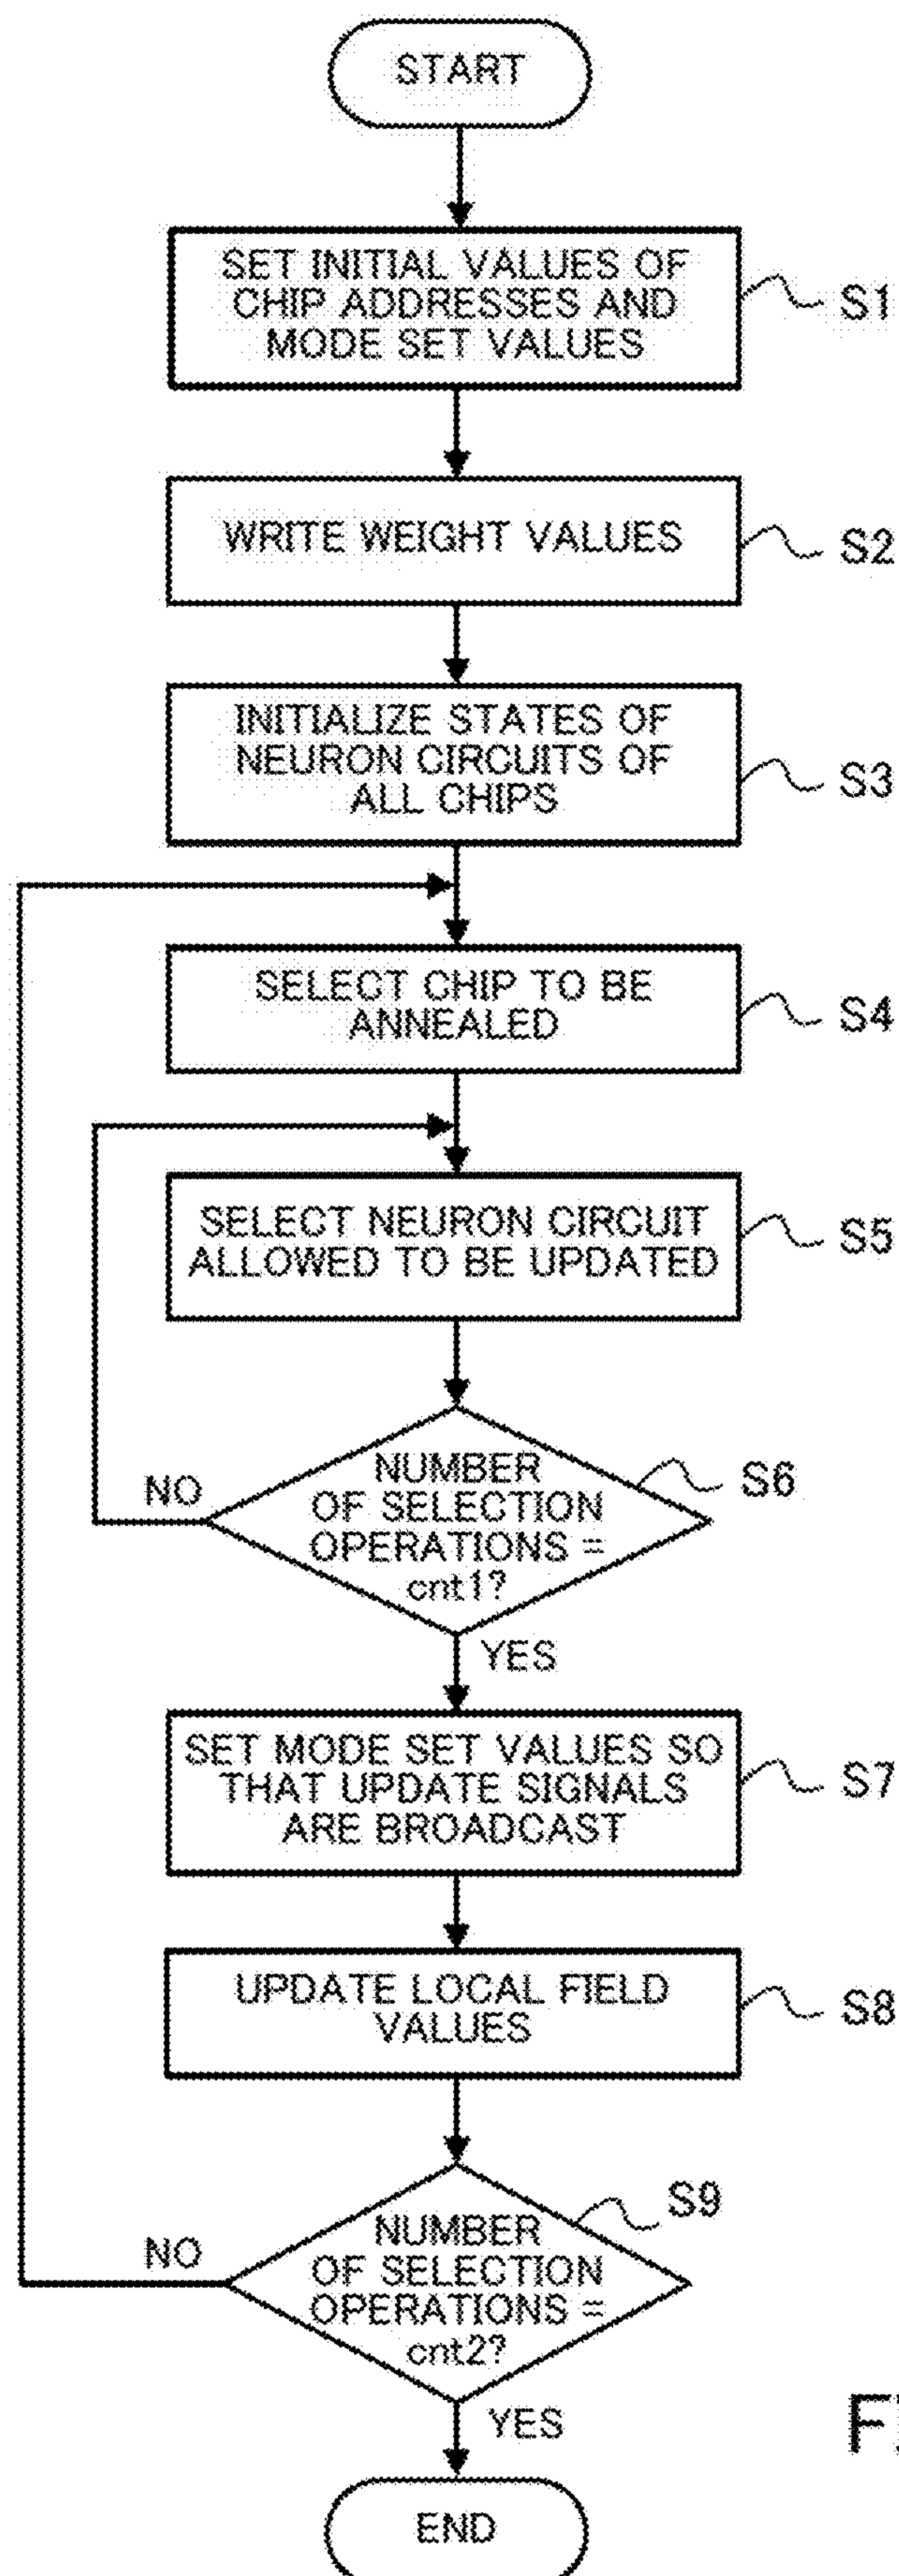 START
SET INITIAL VALUES OF
CHIP ADDRESSES AND
MODE SET VALUES
S1
WRITE WEIGHT VALUES
S2
INITIALIZE STATES OF
NEURON CIRCUITS OF
ALL CHIPS
S3
SELECT CHIP TO BE
ANNEALED
S4
SELECT NEURON CIRCUIT
ALLOWED TO BE UPDATED
S5
NUMBER
OF SELECTION
OPERATIONS =
cnt1?
S6
NO
YES
SET MODE SET VALUES SO
THAT UPDATE SIGNALS
ARE BROADCAST
S7
UPDATE LOCAL FIELD
VALUES
S8
NUMBER
OF SELECTION
OPERATIONS =
cnt2?
S9
NO
YES
END